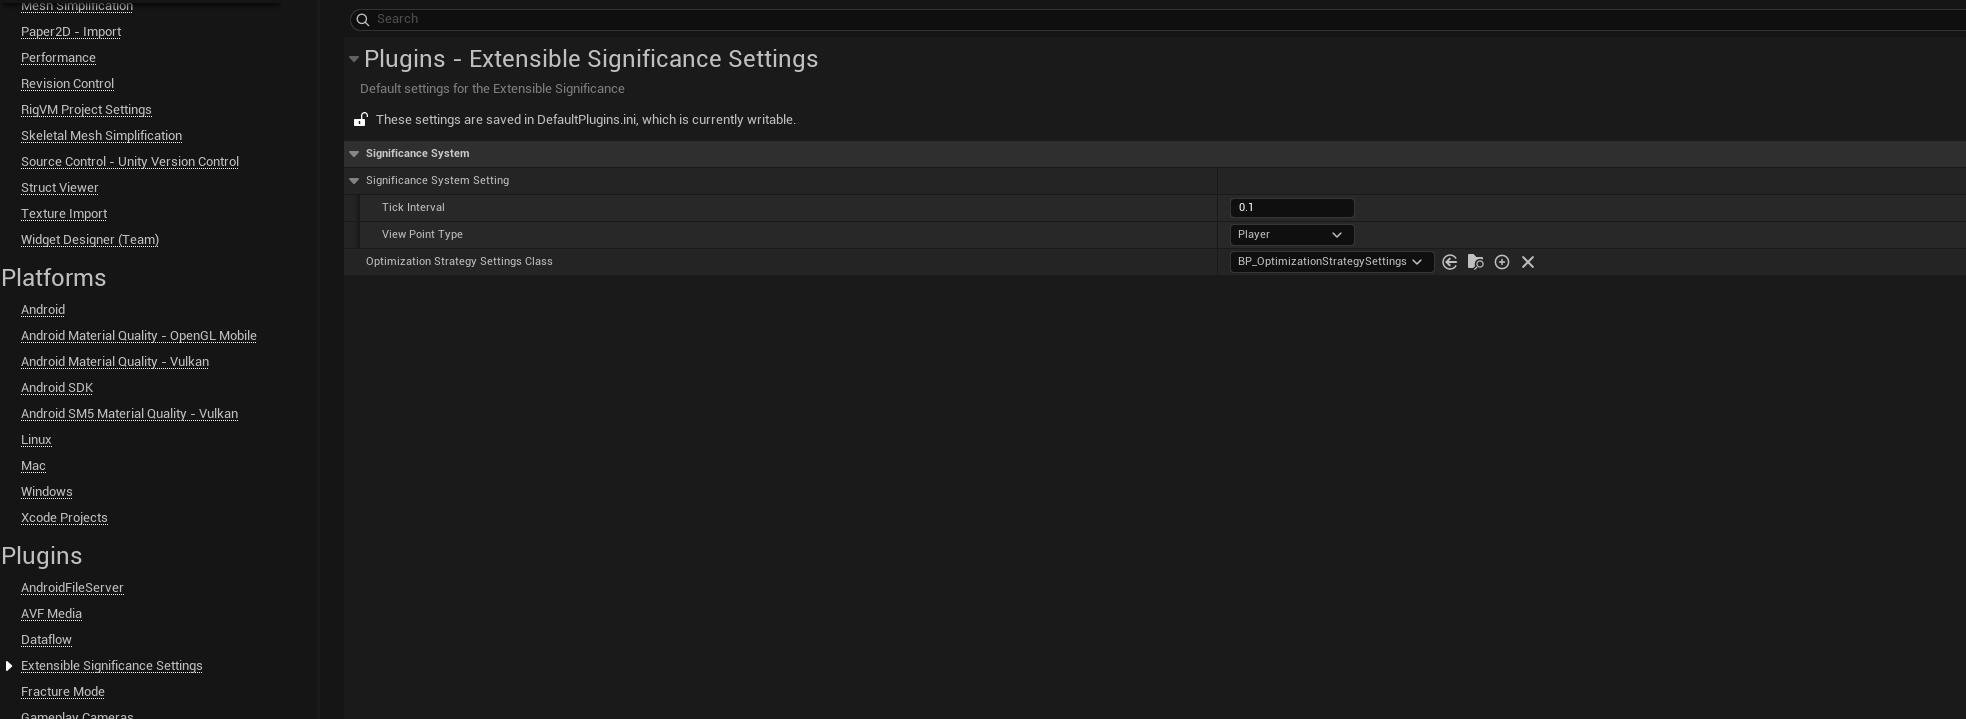 Mesh Simplification
Paper2D - Import
Performance
Revision Control
RigVM Project Settings
Skeletal Mesh Simplification
Source Control - Unity Version Control
Struct Viewer
Texture Import
Widget Designer (Team)
Platforms
Android
Android Material Quality - OpenGL Mobile
Android Material Quality - Vulkan
Android SDK
Android SM5 Material Quality - Vulkan
Linux
Mac
Windows
Xcode Projects
Plugins
AndroidFileServer
AVF Media
Dataflow
Extensible Significance Settings
Fracture Mode
Gameplay Cameras
Search
Plugins - Extensible Significance Settings
Default settings for the Extensible Significance
These settings are saved in DefaultPlugins.ini, which is currently writable.
Significance System
Significance System Setting
Tick Interval 0.1
View Point Type Player
Optimization Strategy Settings Class BP_OptimizationStrategySettings